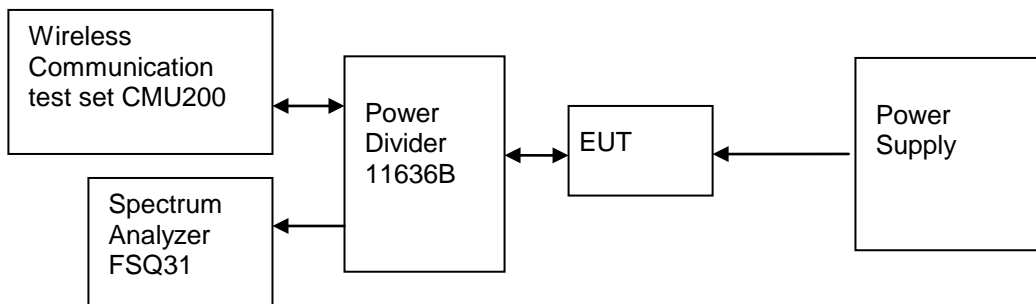 Wireless
Communication
test set CMU200
Spectrum
Analyzer
FSQ31
Power
Divider
11636B
EUT
Power
Supply